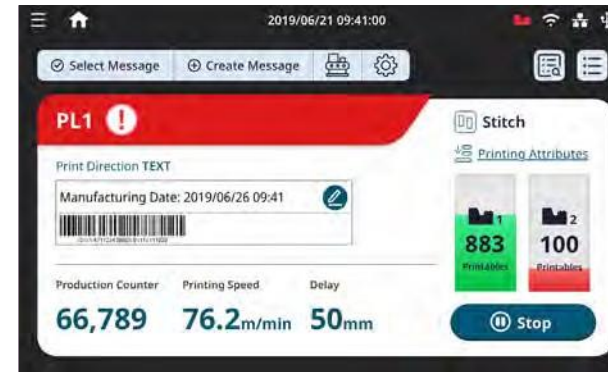 2019/06/21 09:41:00
Select Message
Create Message
PL1
Stitch
Print Direction TEXT
Printing Attributes
Manufacturing Date: 2019/06/26 09:41
1
2
883
100
Printables
Printables
Production Counter
Printing Speed
Delay
66,789
76.2m/min
50mm
Stop